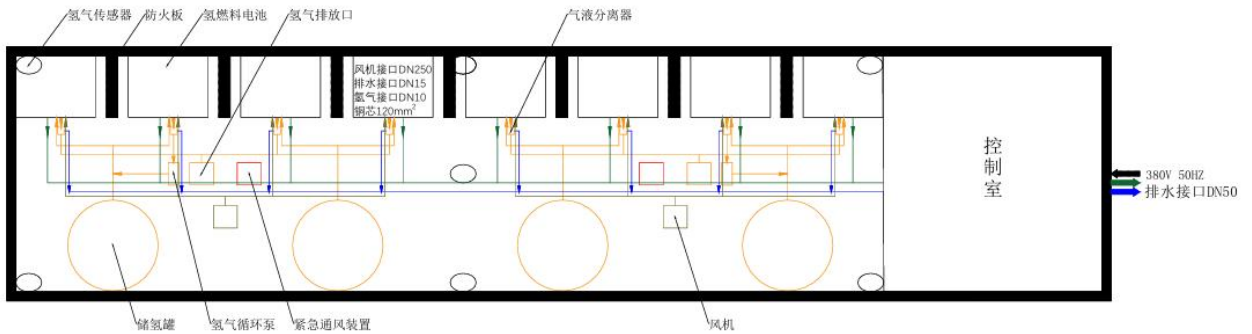 氢气传感器
防火板
氢燃料电池
氢气排放口
气液分离器
风机接口DN250
排水接口DN15
氢气接口DN10
铜芯120mm²
控制室
380V 50HZ
排水接口DN50
储氢罐
氢气循环泵
紧急通风装置
风机